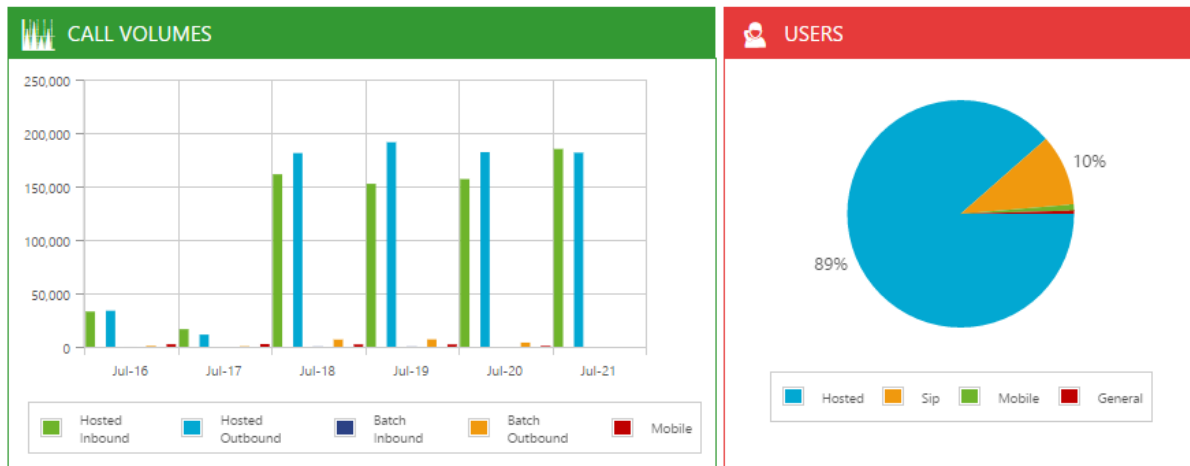 CALL VOLUMES
250,000
200,000
150,000
100,000
50,000
0
Jul-16 Jul-17 Jul-18 Jul-19 Jul-20 Jul-21
Hosted Inbound
Hosted Outbound
Batch Inbound
Batch Outbound
Mobile
USERS
10%
89%
Hosted Sip Mobile General